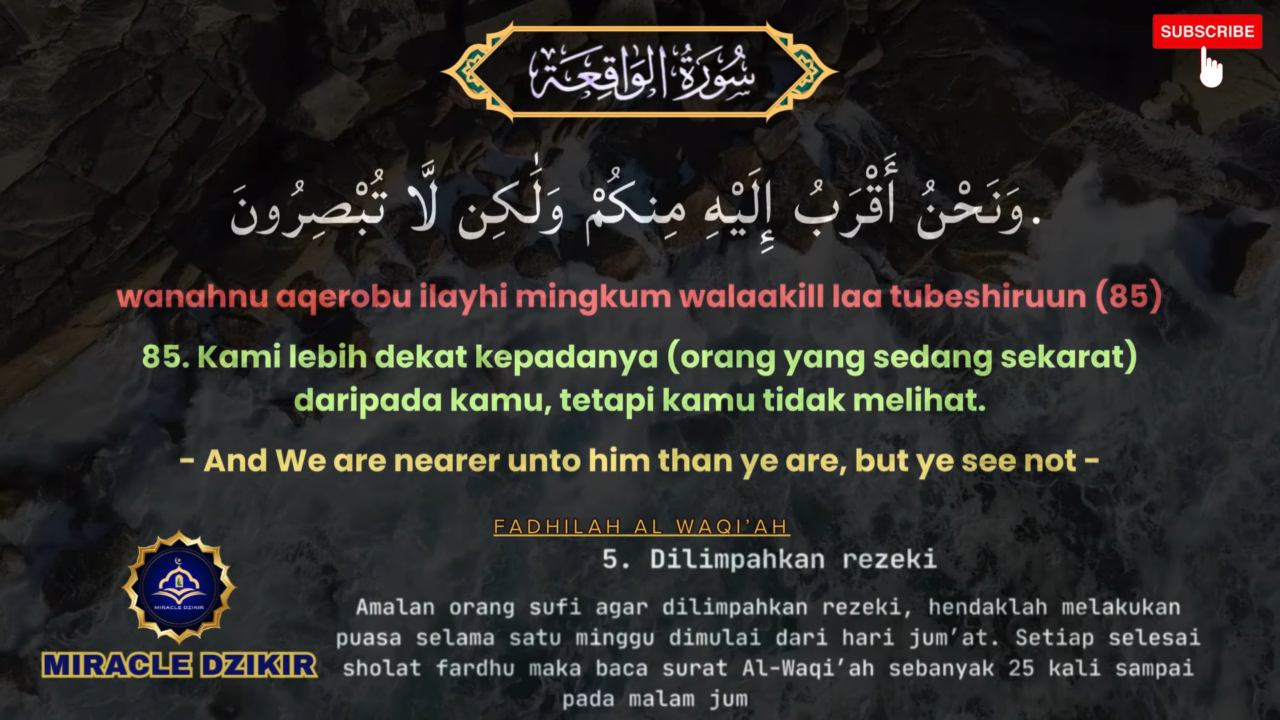 سُورَةُ الوَاقِعَة
SUBSCRIBE
وَنَحْنُ أَقْرَبُ إِلَيْهِ مِنكُمْ وَلَٰكِن لَّا تُبْصِرُونَ.
wanahnu aqerobu ilayhi mingkum walaakill laa tubeshiruun (85)
85. Kami lebih dekat kepadanya (orang yang sedang sekarat)
daripada kamu, tetapi kamu tidak melihat.
- And We are nearer unto him than ye are, but ye see not -
FADHILAH AL WAQI’AH
5. Dilimpahkan rezeki
Amalan orang sufi agar dilimpahkan rezeki, hendaklah melakukan
puasa selama satu minggu dimulai dari hari jum’at. Setiap selesai
sholat fardhu maka baca surat Al-Waqi’ah sebanyak 25 kali sampai
pada malam jum
MIRACLE DZIKIR
MIRACLE DZIKIR